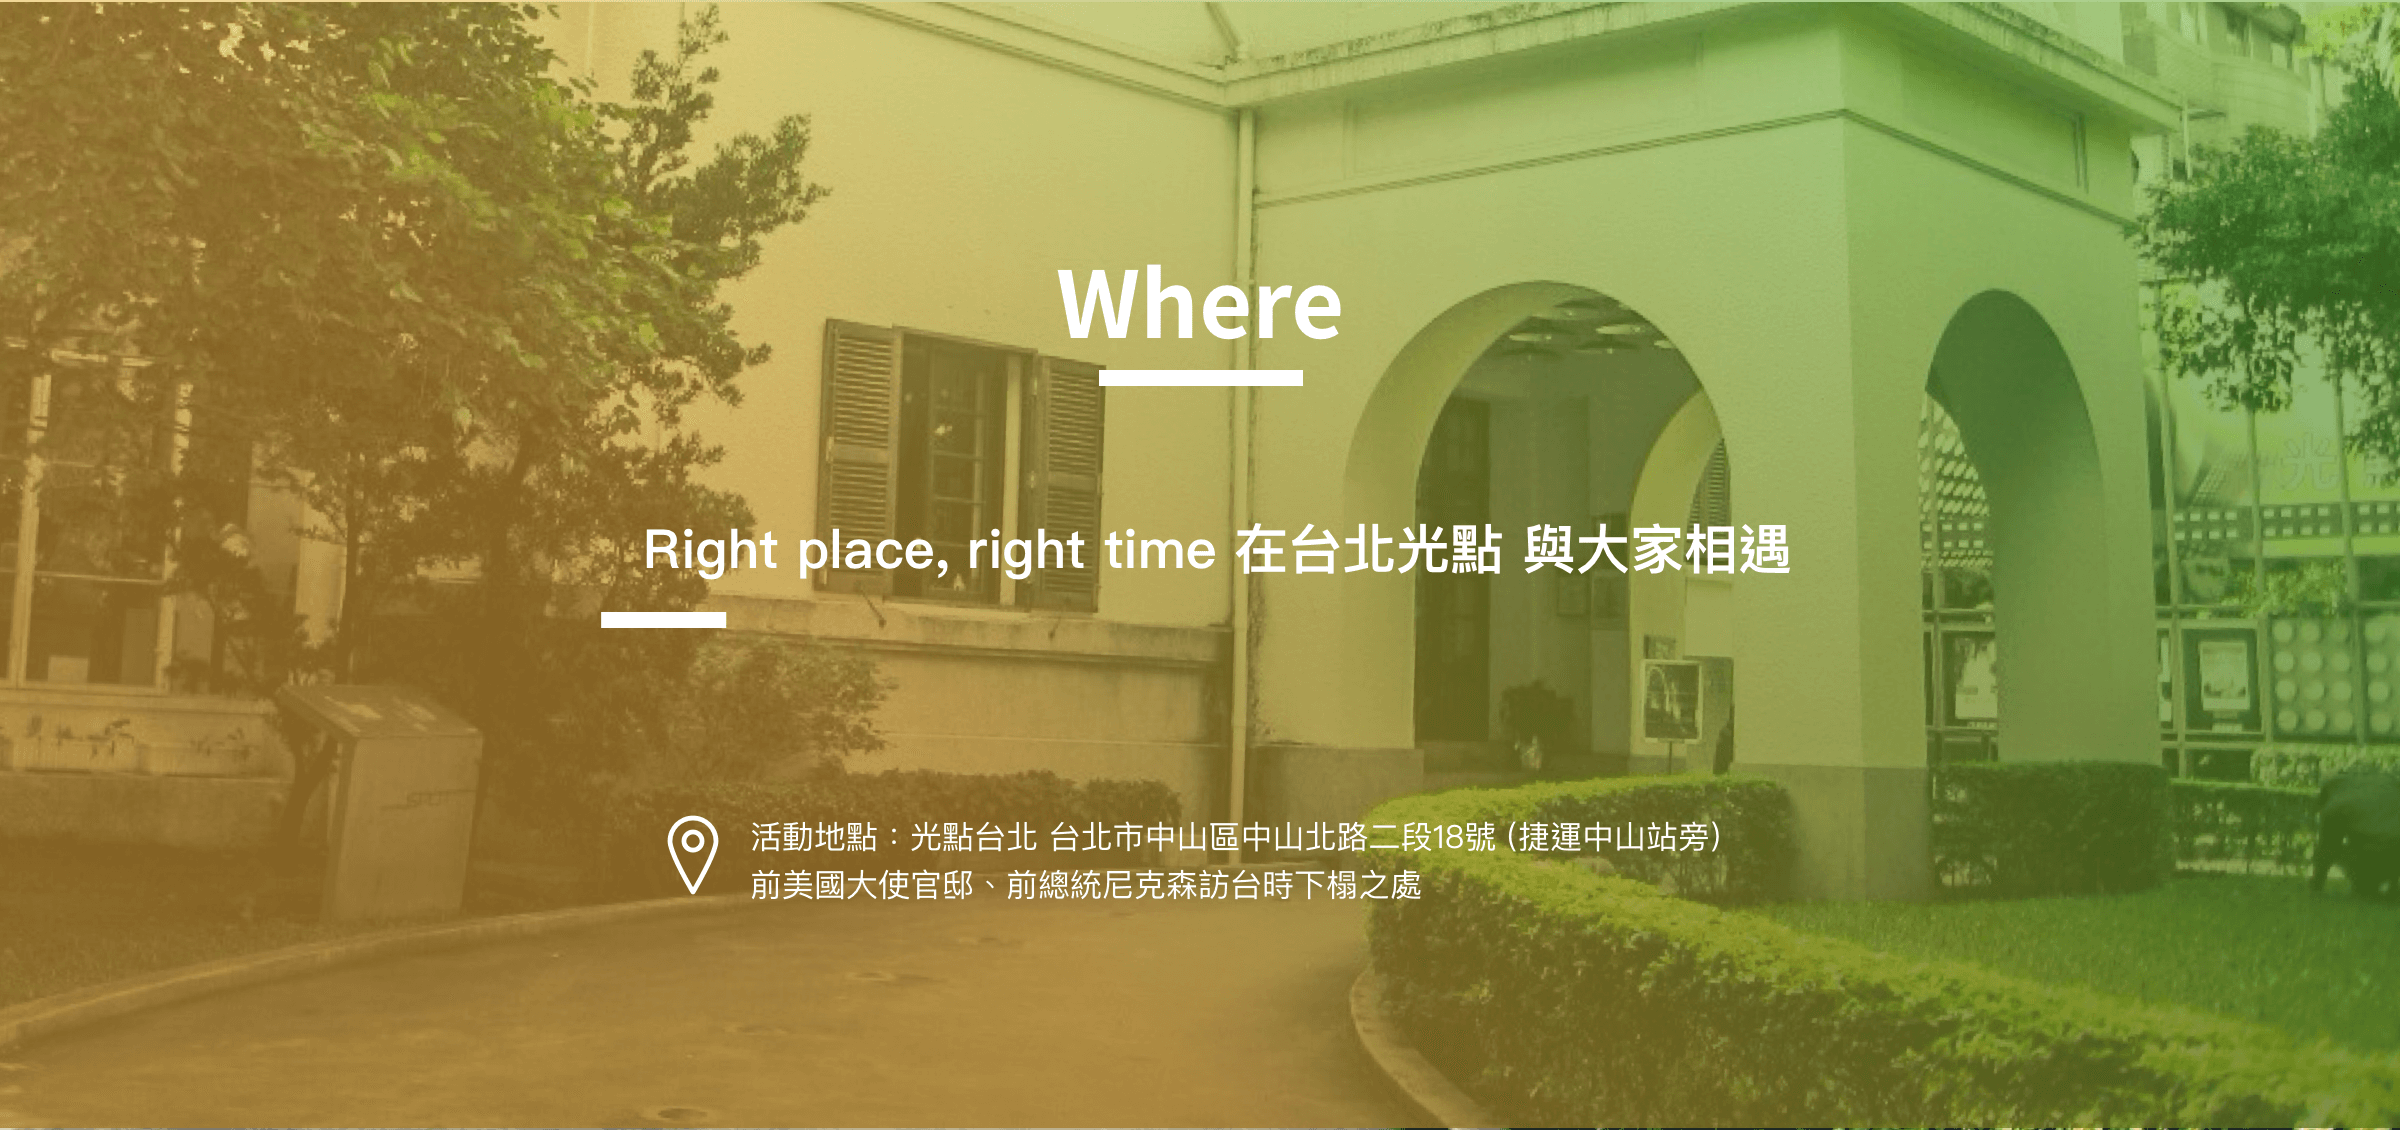 Where
Right place, right time 在台北光點 與大家相遇
活動地點：光點台北 台北市中山區中山北路二段18號 (捷運中山站旁)
前美國大使官邸、前總統尼克森訪台時下榻之處
光